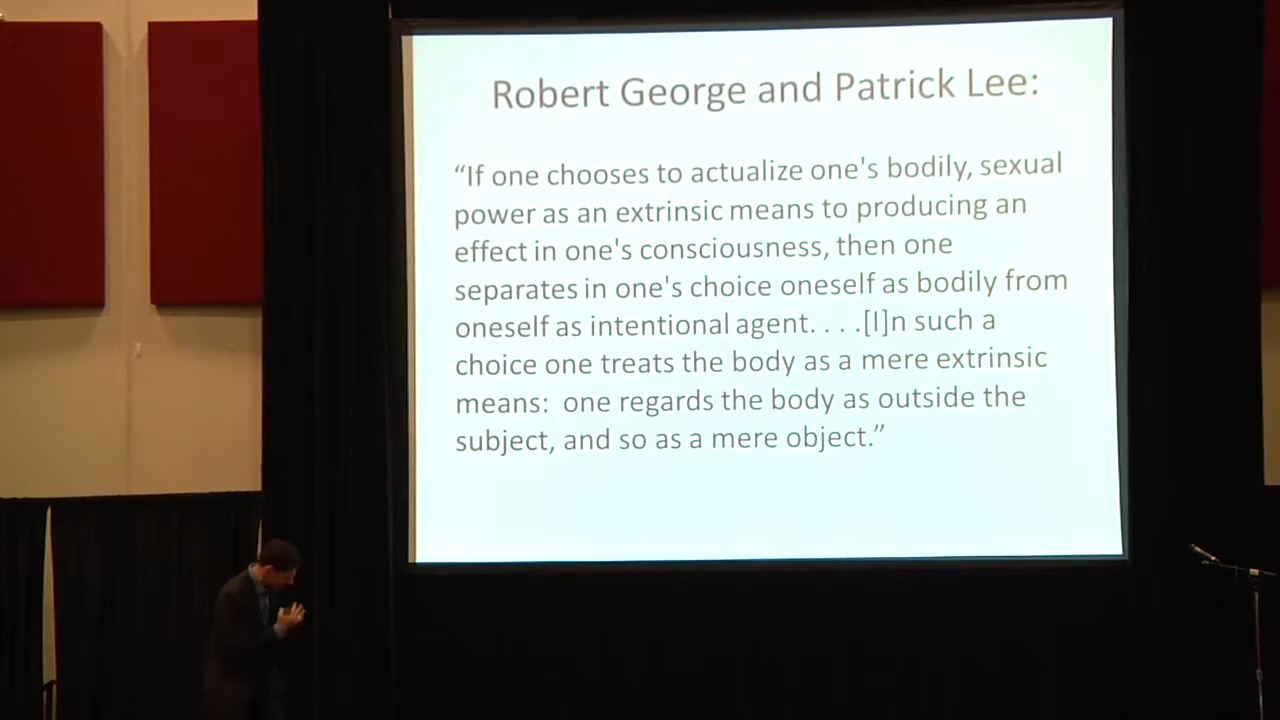 Robert George and Patrick Lee:
“If one chooses to actualize one's bodily, sexual
power as an extrinsic means to producing an
effect in one's consciousness, then one
separates in one's choice oneself as bodily from
oneself as intentional agent. . . .[I]n such a
choice one treats the body as a mere extrinsic
means:  one regards the body as outside the
subject, and so as a mere object.”